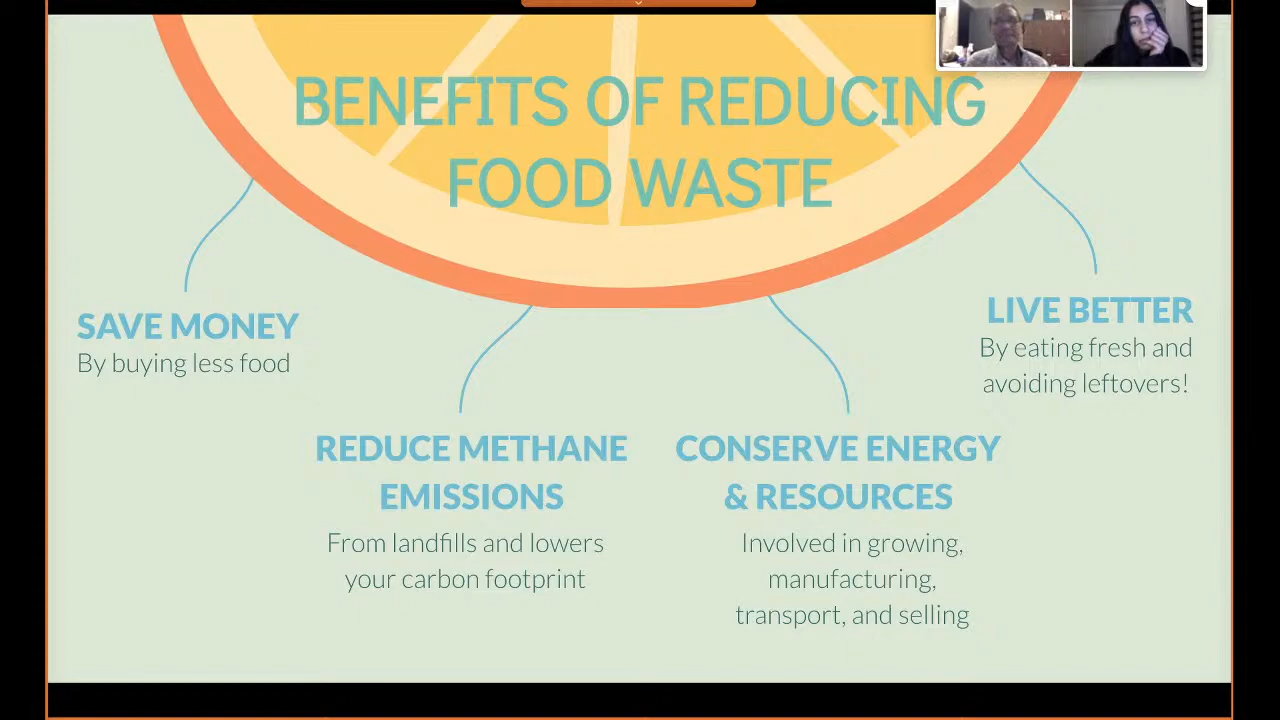 BENEFITS OF REDUCING
FOOD WASTE
SAVE MONEY
By buying less food
REDUCE METHANE
EMISSIONS
From landfills and lowers
your carbon footprint
CONSERVE ENERGY
& RESOURCES
Involved in growing,
manufacturing,
transport, and selling
LIVE BETTER
By eating fresh and
avoiding leftovers!